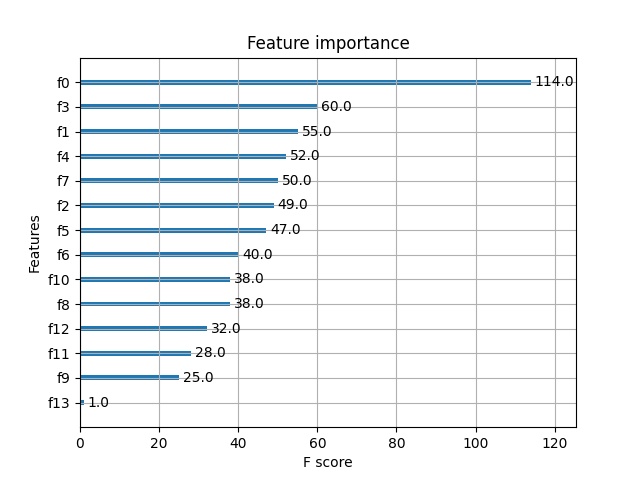 Feature importance
f0 114.0
f3 60.0
f1 55.0
f4 52.0
f7 50.0
f2 49.0
f5 47.0
f6 40.0
f10 38.0
f8 38.0
f12 32.0
f11 28.0
f9 25.0
f13 1.0
Features
0 20 40 60 80 100 120
F score